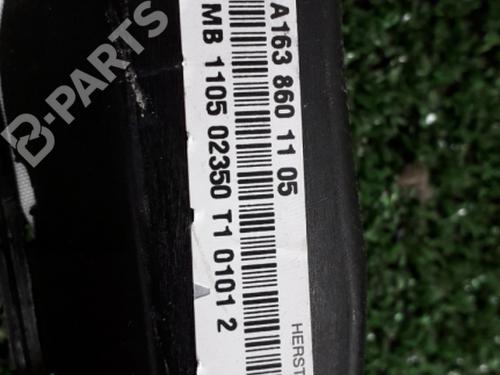 A163 860 11 05
MB 1105 02350 T1 0101 2
HERST
B-PARTS